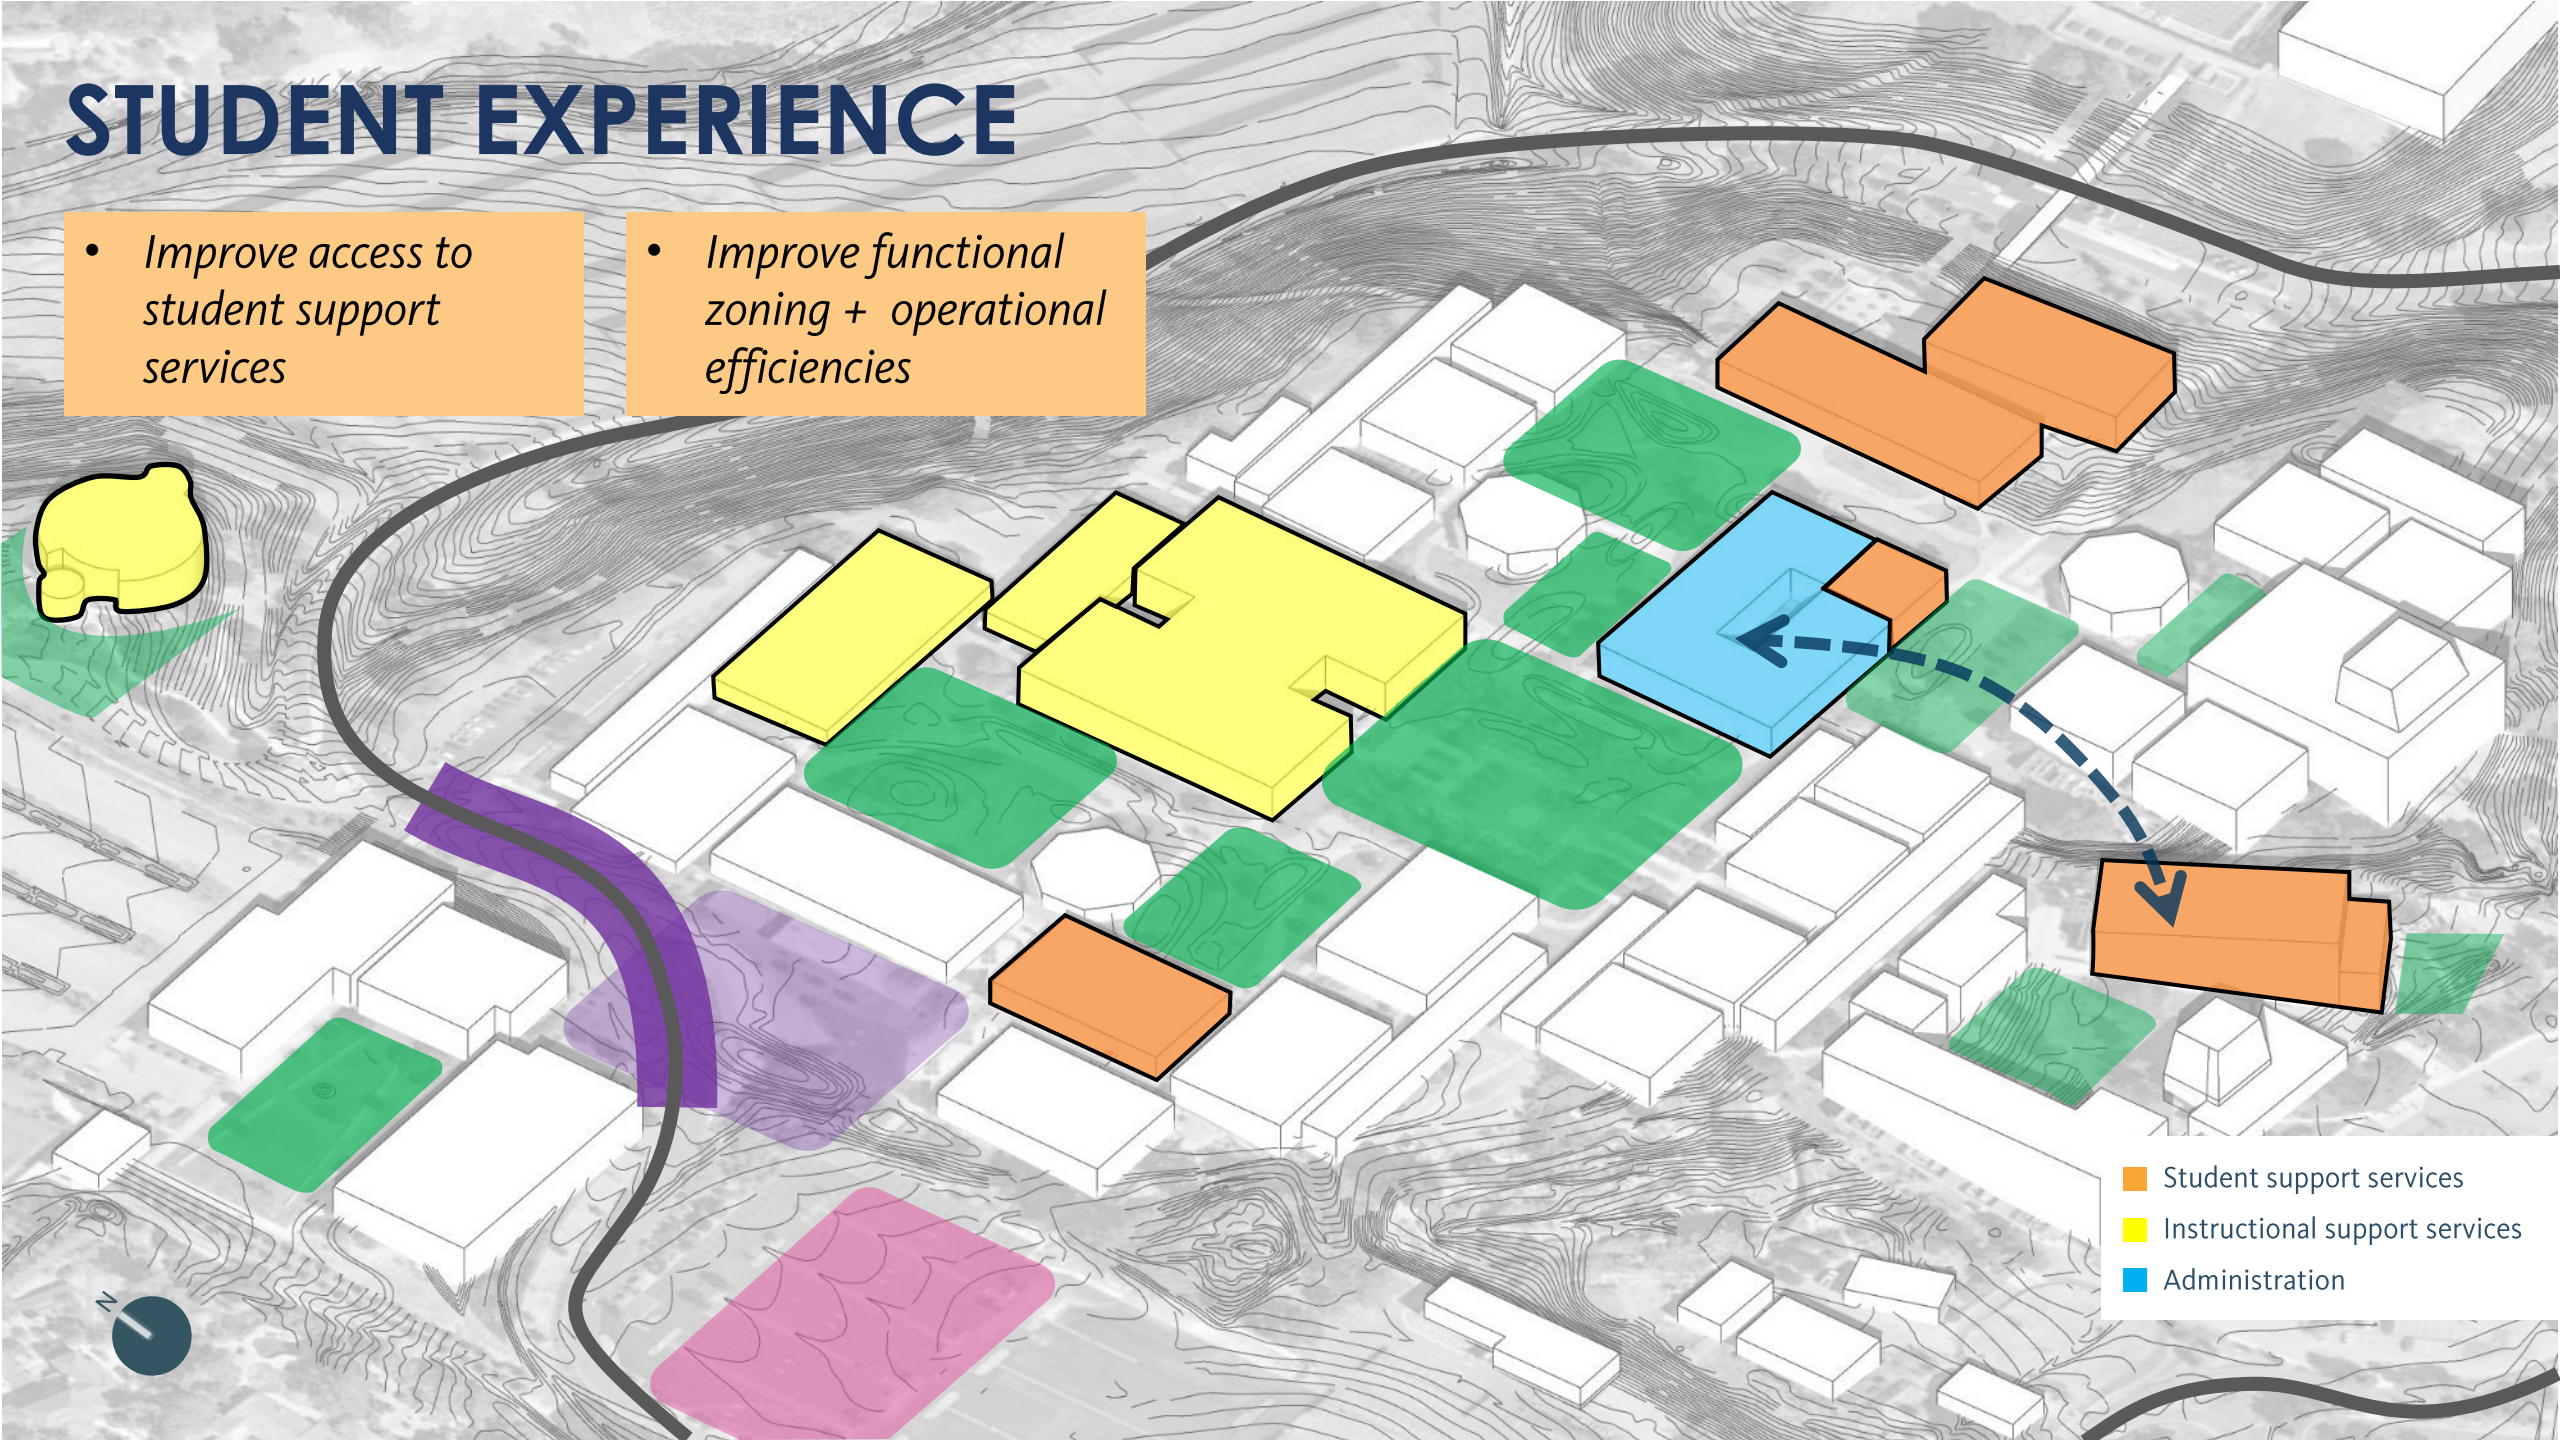 STUDENT EXPERIENCE
• Improve access to
student support
services
• Improve functional
zoning + operational
efficiencies
Student support services
Instructional support services
Administration
N